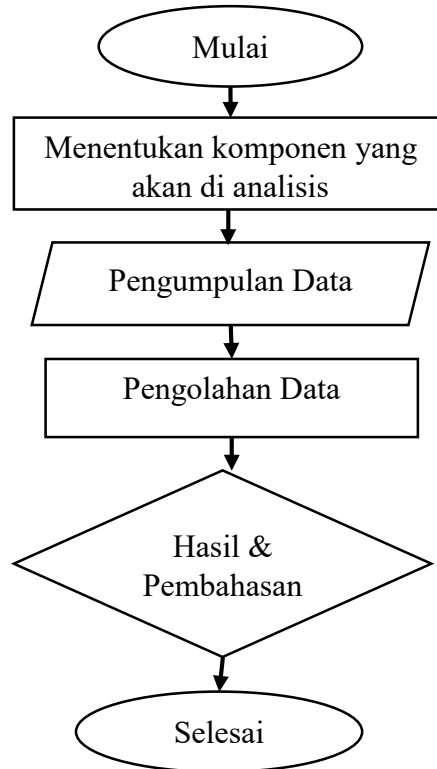 Mulai
Menentukan komponen yang
akan di analisis
Pengumpulan Data
Pengolahan Data
Hasil &
Pembahasan
Selesai